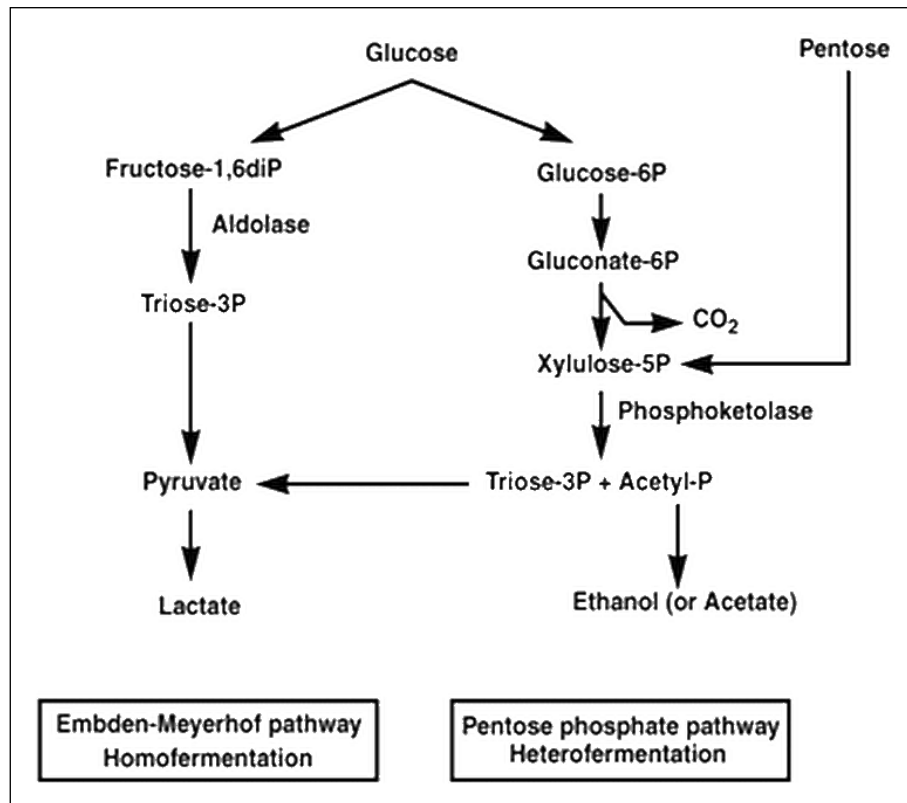 Glucose
Pentose
Fructose-1,6diP
Glucose-6P
Aldolase
Gluconate-6P
Triose-3P
CO₂
Xylulose-5P
Phosphoketolase
Pyruvate
Triose-3P + Acetyl-P
Lactate
Ethanol (or Acetate)
Embden-Meyerhof pathway
Homofermentation
Pentose phosphate pathway
Heterofermentation